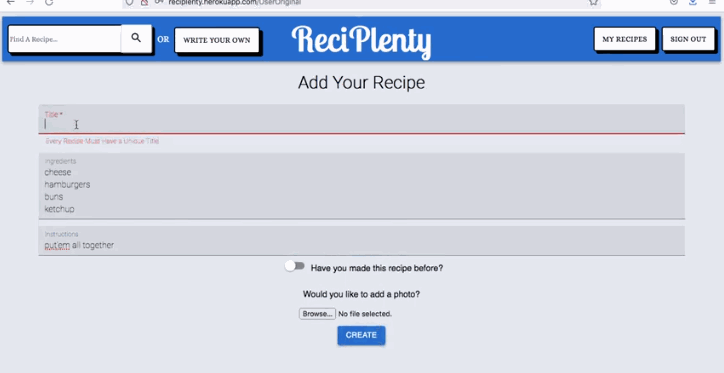 reciplenty.herokuapp.com/UserOriginal
Find A Recipe...
OR
WRITE YOUR OWN
ReciPlenty
MY RECIPES
SIGN OUT
Add Your Recipe
Title *
Every Recipe Must Have a Unique Title
Ingredients
cheese
hamburgers
buns
ketchup
Instructions
put'em all together
Have you made this recipe before?
Would you like to add a photo?
Browse... No file selected.
CREATE